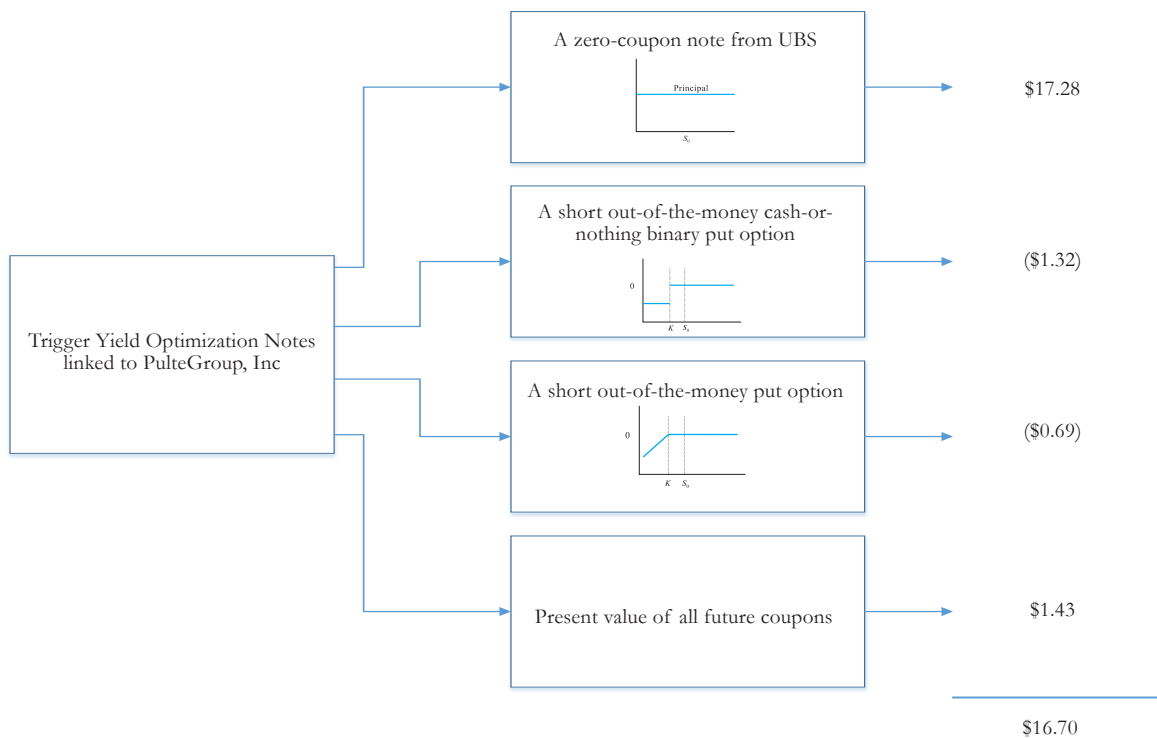 Trigger Yield Optimization Notes
linked to PulteGroup, Inc
A zero-coupon note from UBS
Principal
S₀
$17.28
A short out-of-the-money cash-or-
nothing binary put option
0
K S₀
($1.32)
A short out-of-the-money put option
0
K S₀
($0.69)
Present value of all future coupons
$1.43
$16.70